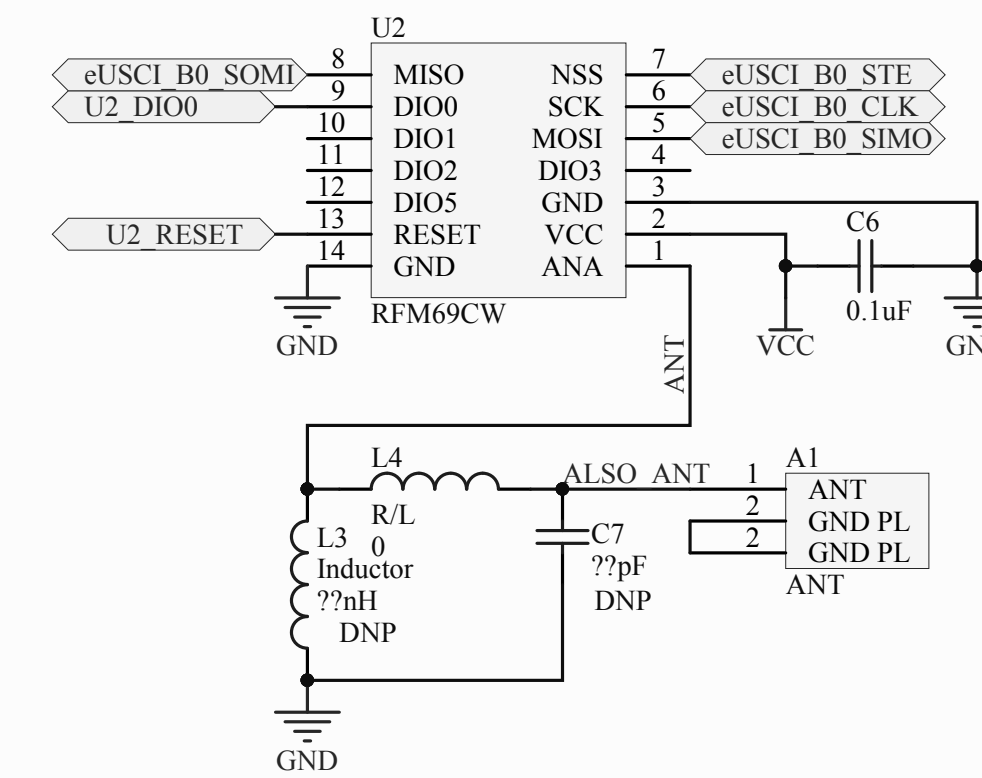 U2
eUSCI_B0_SOMI 8 MISO NSS 7 eUSCI_B0_STE
U2_DIO0 9 DIO0 SCK 6 eUSCI_B0_CLK
10 DIO1 MOSI 5 eUSCI_B0_SIMO
11 DIO2 DIO3 4
12 DIO5 GND 3
U2_RESET 13 RESET VCC 2
14 GND ANA 1
RFM69CW
GND
C6
0.1uF
VCC
GN
ANT
L4
R/L
0
ALSO_ANT
L3
Inductor
??nH
DNP
C7
??pF
DNP
A1
1 ANT
2 GND PL
2 GND PL
ANT
GND